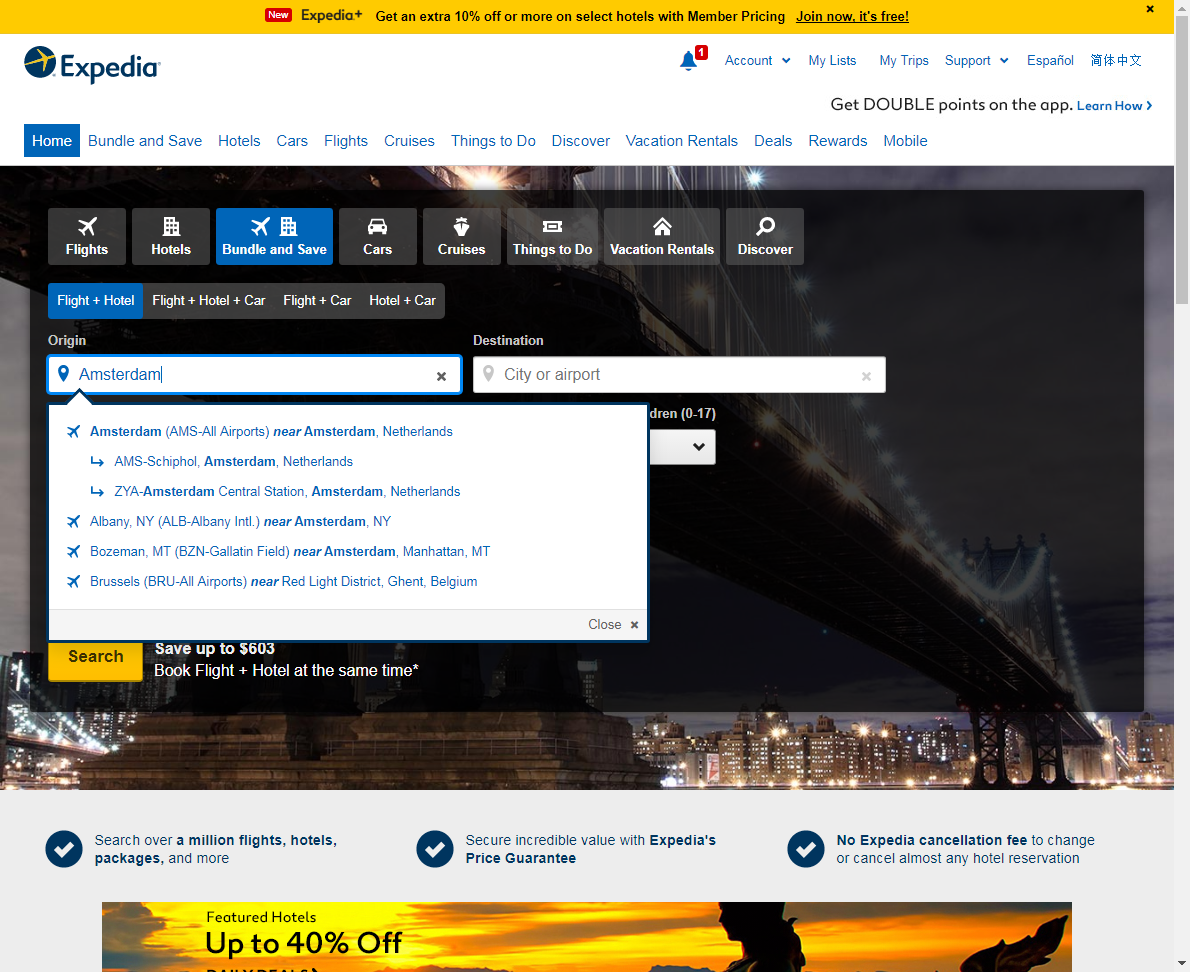 New Expedia+ Get an extra 10% off or more on select hotels with Member Pricing Join now, it's free!
Expedia
1
Account My Lists My Trips Support Español 简体中文
Get DOUBLE points on the app. Learn How
Home Bundle and Save Hotels Cars Flights Cruises Things to Do Discover Vacation Rentals Deals Rewards Mobile
Flights Hotels Bundle and Save Cars Cruises Things to Do Vacation Rentals Discover
Flight + Hotel Flight + Hotel + Car Flight + Car Hotel + Car
Origin Destination
Amsterdam City or airport
dren (0-17)
Amsterdam (AMS-All Airports) near Amsterdam, Netherlands
AMS-Schiphol, Amsterdam, Netherlands
ZYA-Amsterdam Central Station, Amsterdam, Netherlands
Albany, NY (ALB-Albany Intl.) near Amsterdam, NY
Bozeman, MT (BZN-Gallatin Field) near Amsterdam, Manhattan, MT
Brussels (BRU-All Airports) near Red Light District, Ghent, Belgium
Close
Search
Save up to $603
Book Flight + Hotel at the same time*
Search over a million flights, hotels,
packages, and more
Secure incredible value with Expedia's
Price Guarantee
No Expedia cancellation fee to change
or cancel almost any hotel reservation
Featured Hotels
Up to 40% Off
DAILY DEALS